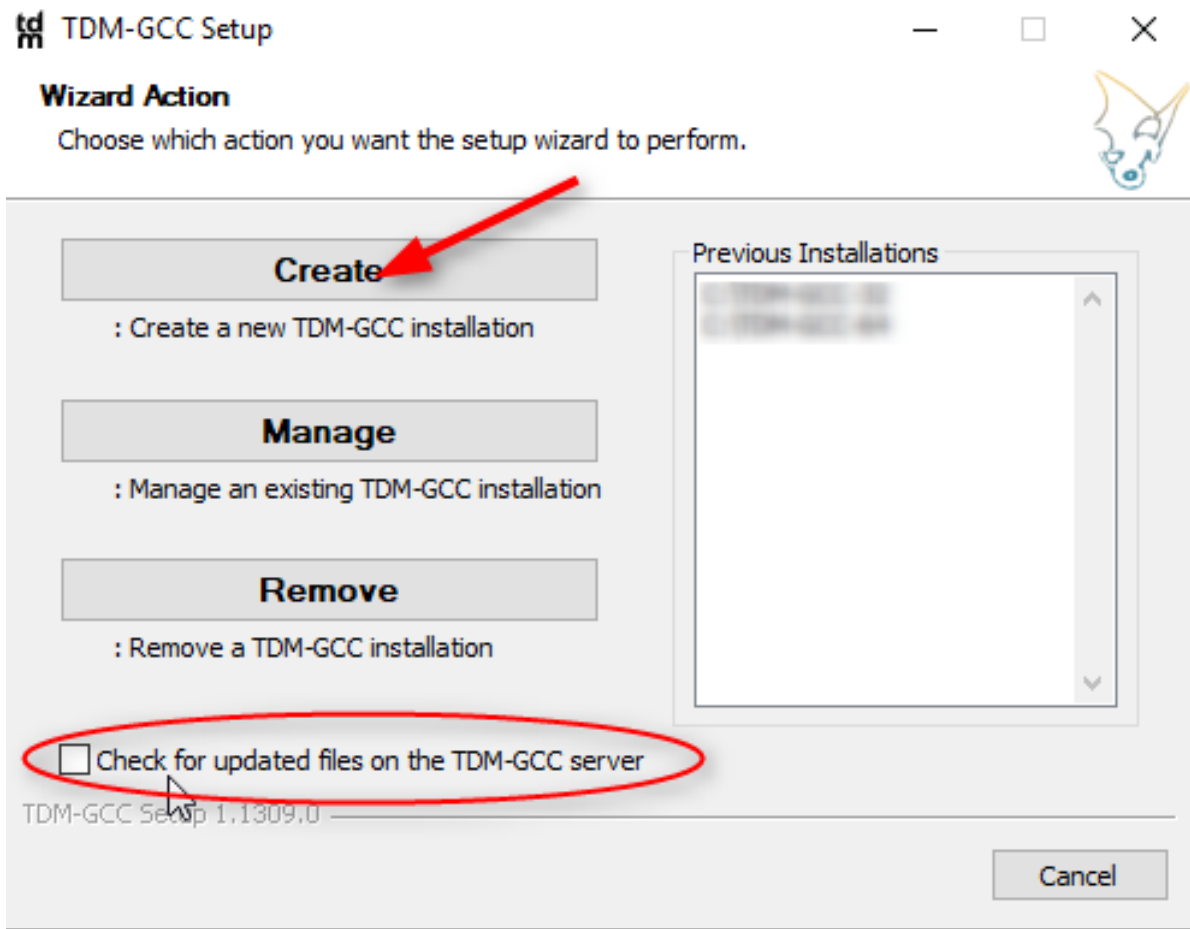 tdm
TDM-GCC Setup
Wizard Action
Choose which action you want the setup wizard to perform.
Create
: Create a new TDM-GCC installation
Manage
: Manage an existing TDM-GCC installation
Remove
: Remove a TDM-GCC installation
Previous Installations
Check for updated files on the TDM-GCC server
TDM-GCC Setup 1.1309.0
Cancel